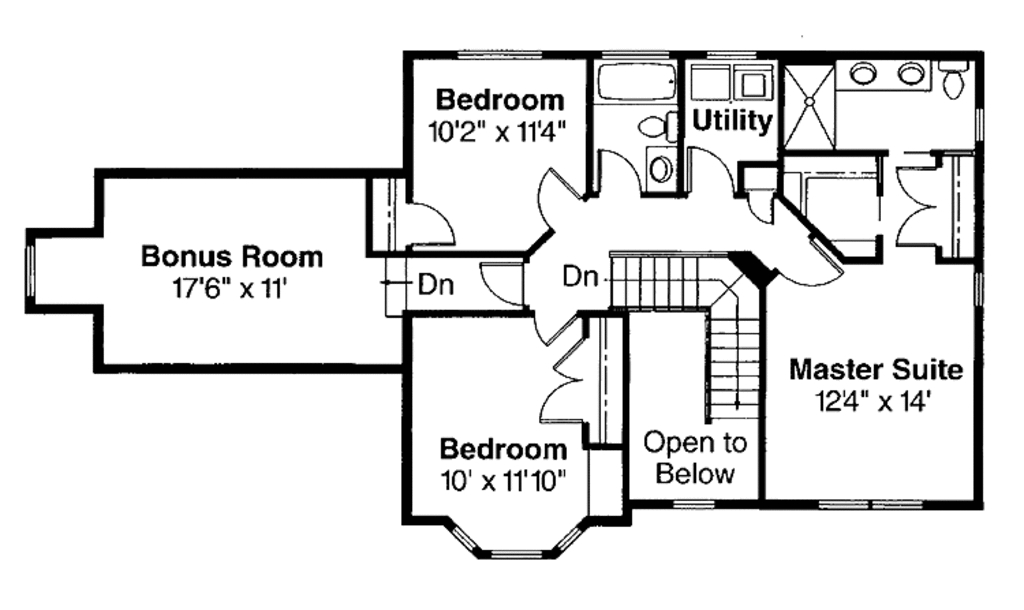 Bedroom
10'2" x 11'4"
Utility
Bonus Room
17'6" x 11'
Dn
Dn
Master Suite
12'4" x 14'
Bedroom
10' x 11'10"
Open to
Below